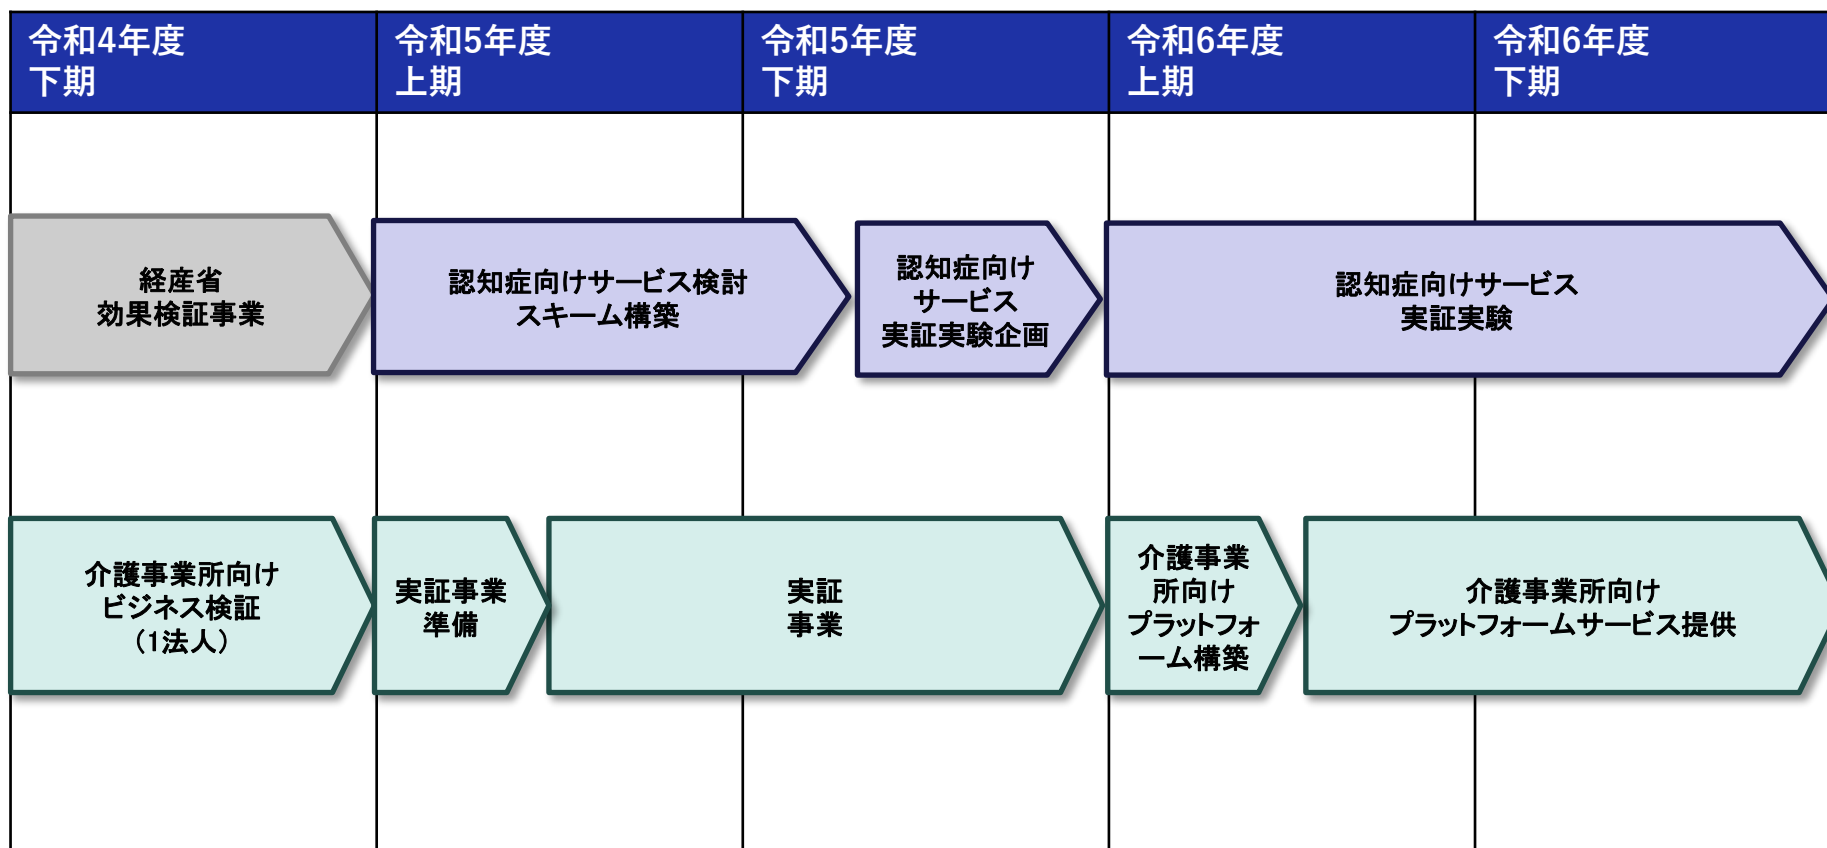 令和4年度
下期
令和5年度
上期
令和5年度
下期
令和6年度
上期
令和6年度
下期
経産省
効果検証事業
認知症向けサービス検討
スキーム構築
認知症向け
サービス
実証実験企画
認知症向けサービス
実証実験
介護事業所向け
ビジネス検証
（1法人）
実証事業
準備
実証
事業
介護事業
所向け
プラットフォ
ーム構築
介護事業所向け
プラットフォームサービス提供